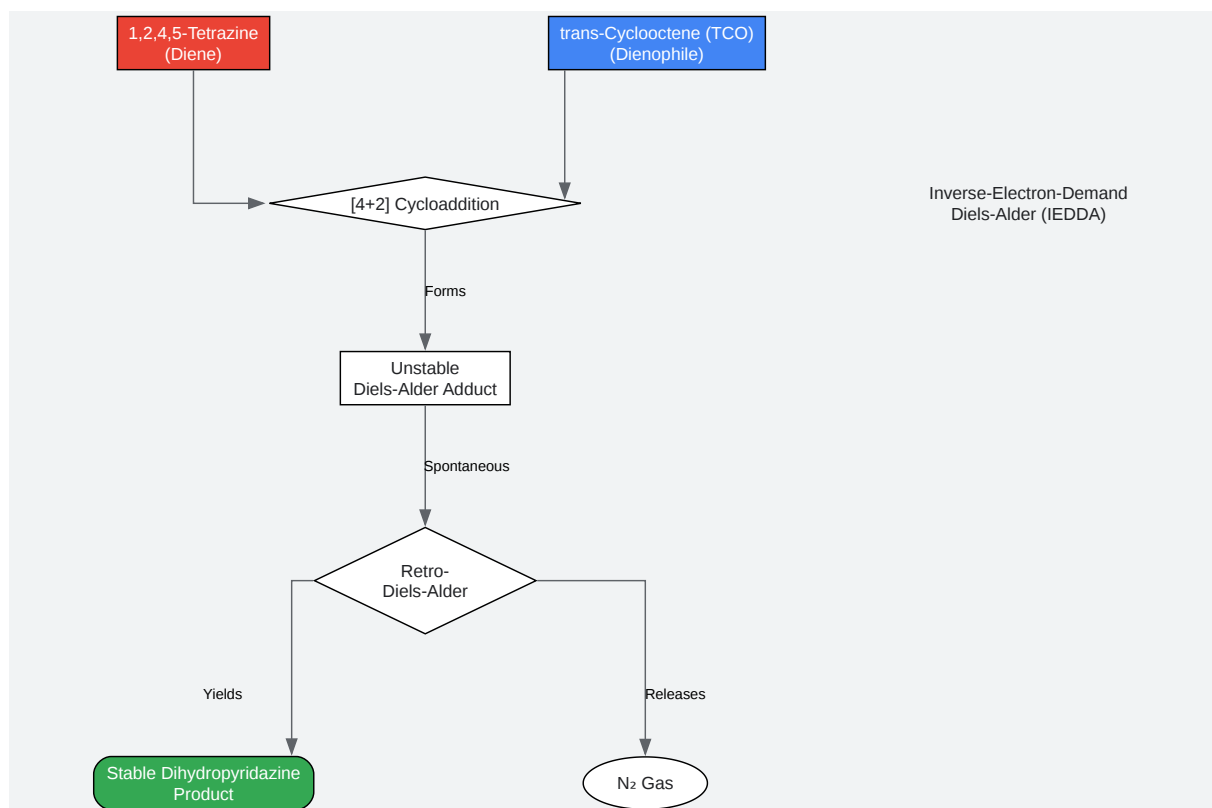 1,2,4,5-Tetrazine
(Diene)
trans-Cyclooctene (TCO)
(Dienophile)
[4+2] Cycloaddition
Inverse-Electron-Demand
Diels-Alder (IEDDA)
Forms
Unstable
Diels-Alder Adduct
Spontaneous
Retro-
Diels-Alder
Yields
Releases
Stable Dihydropyridazine
Product
N₂ Gas